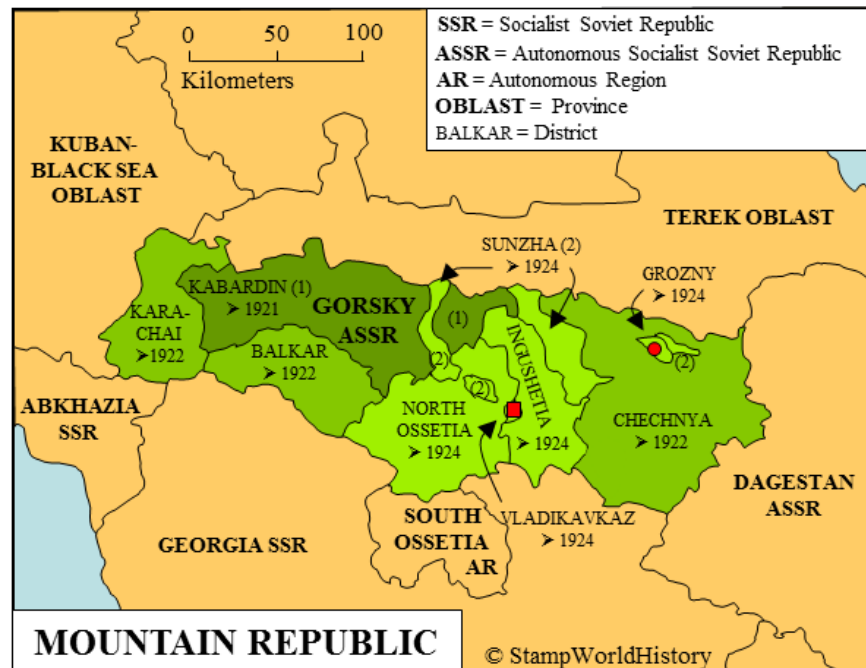 SSR = Socialist Soviet Republic
ASSR = Autonomous Socialist Soviet Republic
AR = Autonomous Region
OBLAST = Province
BALKAR = District
0 50 100
Kilometers
KUBAN-
BLACK SEA
OBLAST
TEREK OBLAST
SUNZHA (2)
➢ 1924
GROZNY
➢ 1924
KABARDIN (1)
➢ 1921
GORSKY
ASSR
KARA-
CHAI
➢1922
BALKAR
➢ 1922
(1)
(2)
(2)
(2)
INGUSHETIA
➢ 1924
NORTH
OSSETIA
➢ 1924
CHECHNYA
➢ 1922
ABKHAZIA
SSR
DAGESTAN
ASSR
GEORGIA SSR
SOUTH
OSSETIA
AR
VLADIKAVKAZ
➢ 1924
MOUNTAIN REPUBLIC
© StampWorldHistory